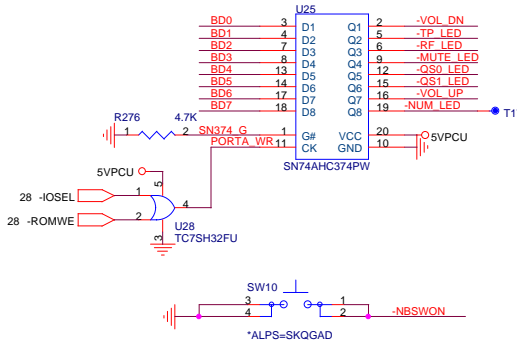 U25
BD0 3 D1 Q1 2 -VOL_DN
BD1 4 D2 Q2 5 -TP_LED
BD2 7 D3 Q3 6 -RF_LED
BD3 8 D4 Q4 9 -MUTE_LED
BD4 13 D5 Q5 12 -QS0_LED
BD5 14 D6 Q6 15 -QS1_LED
BD6 17 D7 Q7 16 -VOL_UP
BD7 18 D8 Q8 19 -NUM_LED T1
R276 4.7K
1 2 SN374_G 1 G# VCC 20 5VPCU
PORTA_WR 11 CK GND 10
SN74AHC374PW
5VPCU
5
28 -IOSEL 1
4
28 -ROMWE 2
U28
3 TC7SH32FU
SW10
3 1
4 2 -NBSWON
*ALPS=SKQGAD